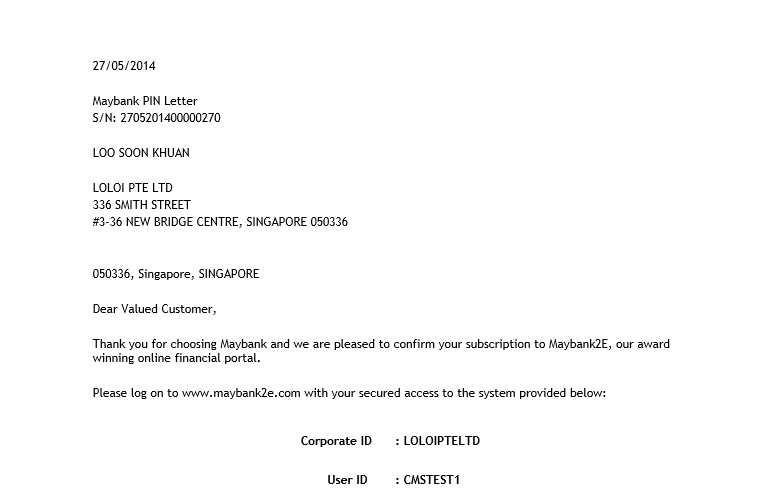 27/05/2014
Maybank PIN Letter
S/N: 2705201400000270
LOO SOON KHUAN
LOLOI PTE LTD
336 SMITH STREET
#3-36 NEW BRIDGE CENTRE, SINGAPORE 050336
050336, Singapore, SINGAPORE
Dear Valued Customer,
Thank you for choosing Maybank and we are pleased to confirm your subscription to Maybank2E, our award
winning online financial portal.
Please log on to www.maybank2e.com with your secured access to the system provided below:
Corporate ID : LOLOIPTELTD
User ID : CMSTEST1